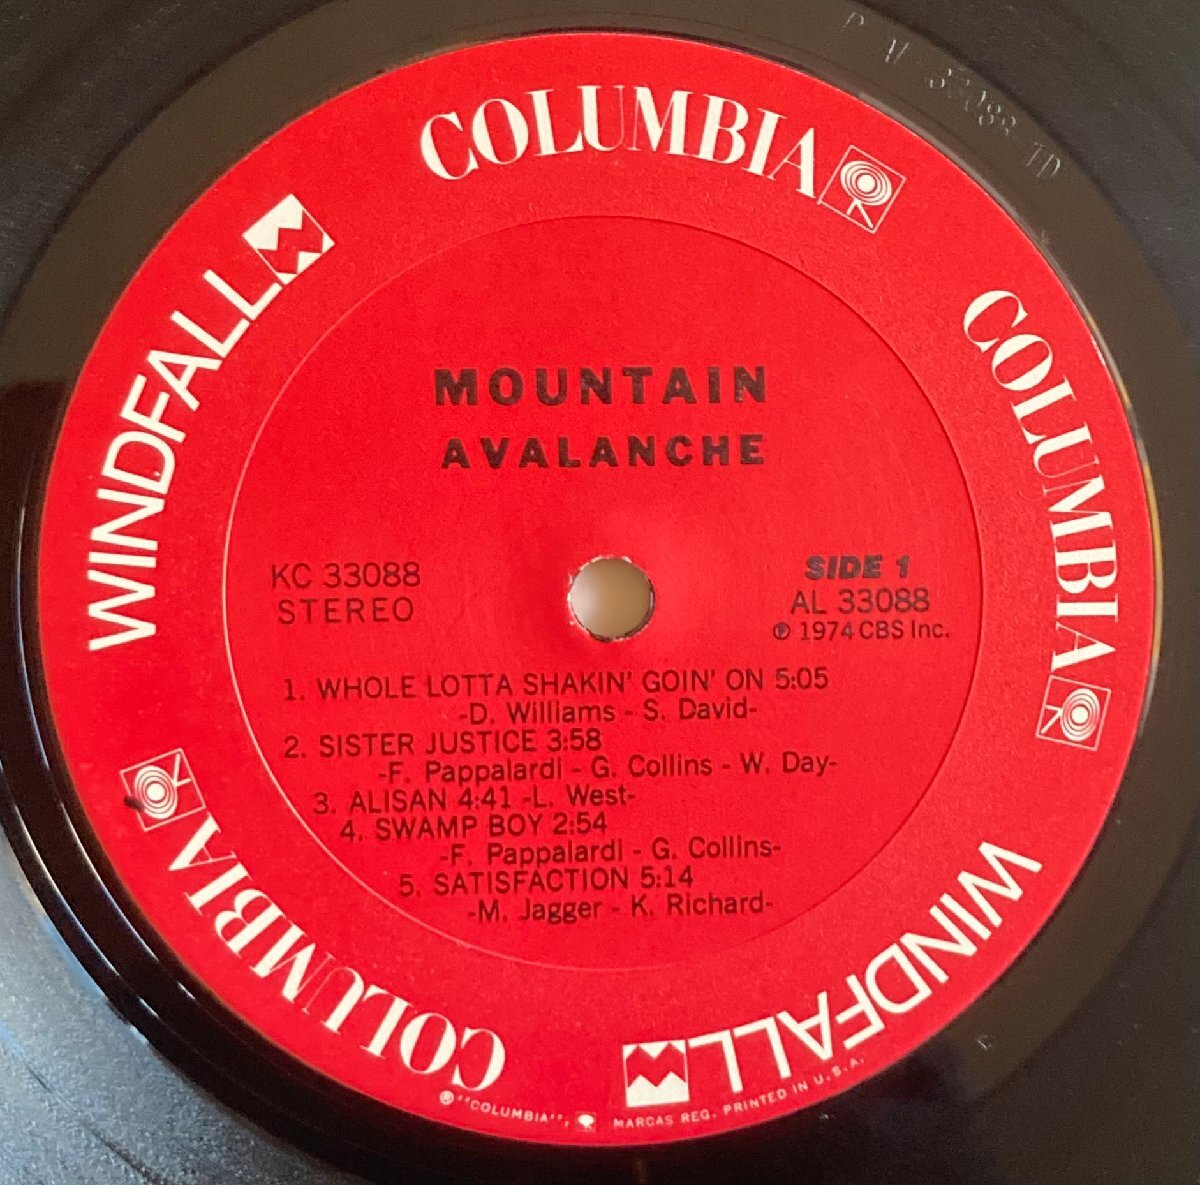 COLUMBIA
COLUMBIA
WINDFALL
COLUMBIA
WINDFALL
MOUNTAIN
AVALANCHE
KC 33088
STEREO
SIDE 1
AL 33088
℗ 1974 CBS Inc.
1. WHOLE LOTTA SHAKIN' GOIN' ON 5:05
-D. Williams - S. David-
2. SISTER JUSTICE 3:58
-F. Pappalardi - G. Collins - W. Day-
3. ALISAN 4:41 -L. West-
4. SWAMP BOY 2:54
-F. Pappalardi - G. Collins-
5. SATISFACTION 5:14
-M. Jagger - K. Richard-
® "COLUMBIA", MARCAS REG. PRINTED IN U.S.A.